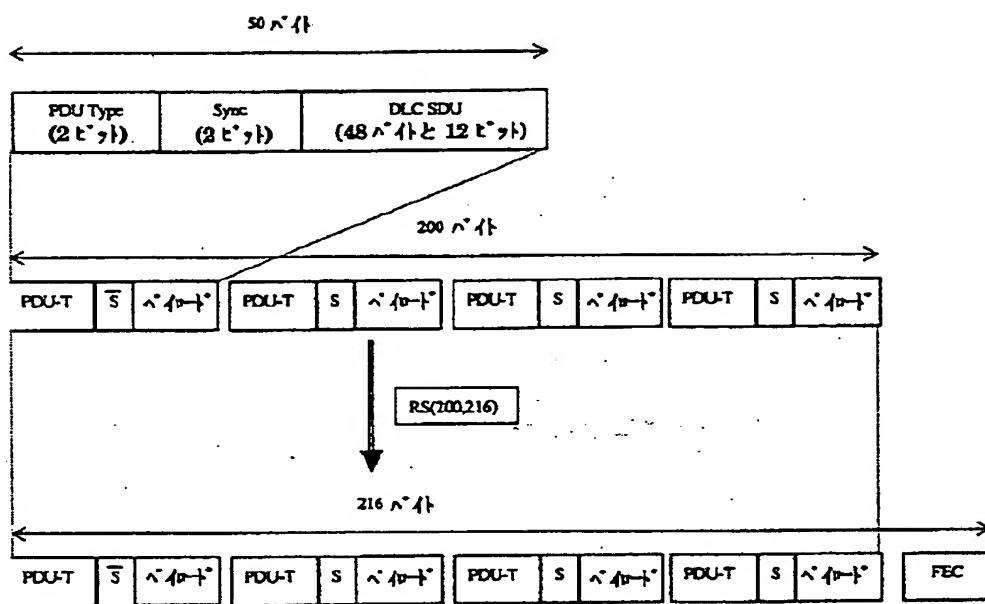 50 バイト
PDU Type
(2 ビット)
Sync
(2 ビット)
DLC SDU
(48 バイトと 12 ビット)
200 バイト
PDU-T S̅ ペイロード PDU-T S ペイロード PDU-T S ペイロード PDU-T S ペイロード
RS(200,216)
216 バイト
PDU-T S̅ ペイロード PDU-T S ペイロード PDU-T S ペイロード PDU-T S ペイロード FEC